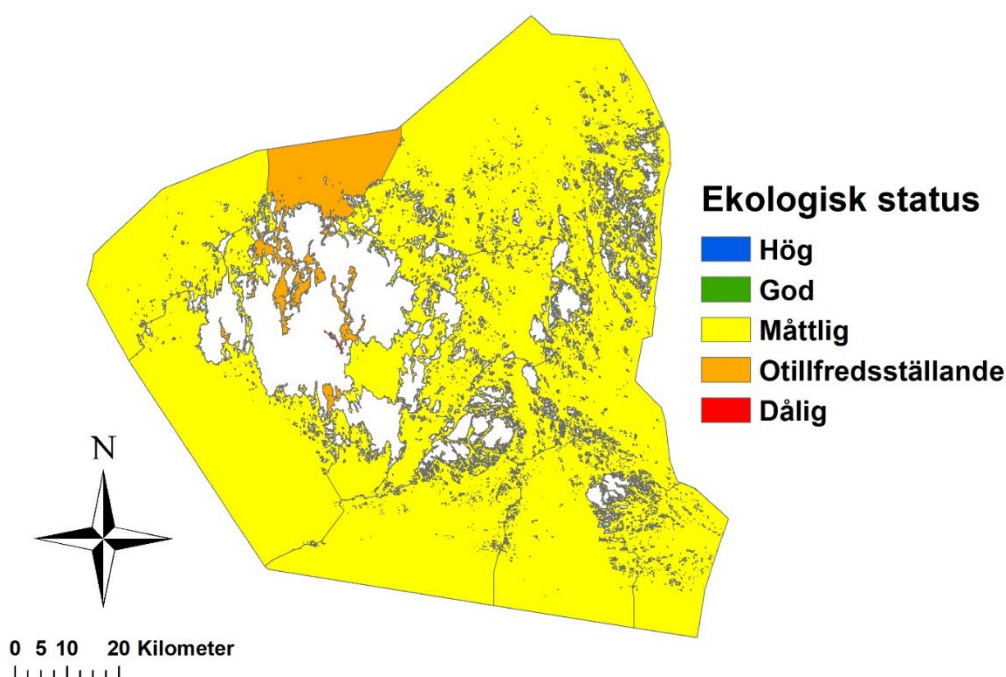 Ekologisk status
Hög
God
Måttlig
Otillfredsställande
Dålig
N
0 5 10 20 Kilometer